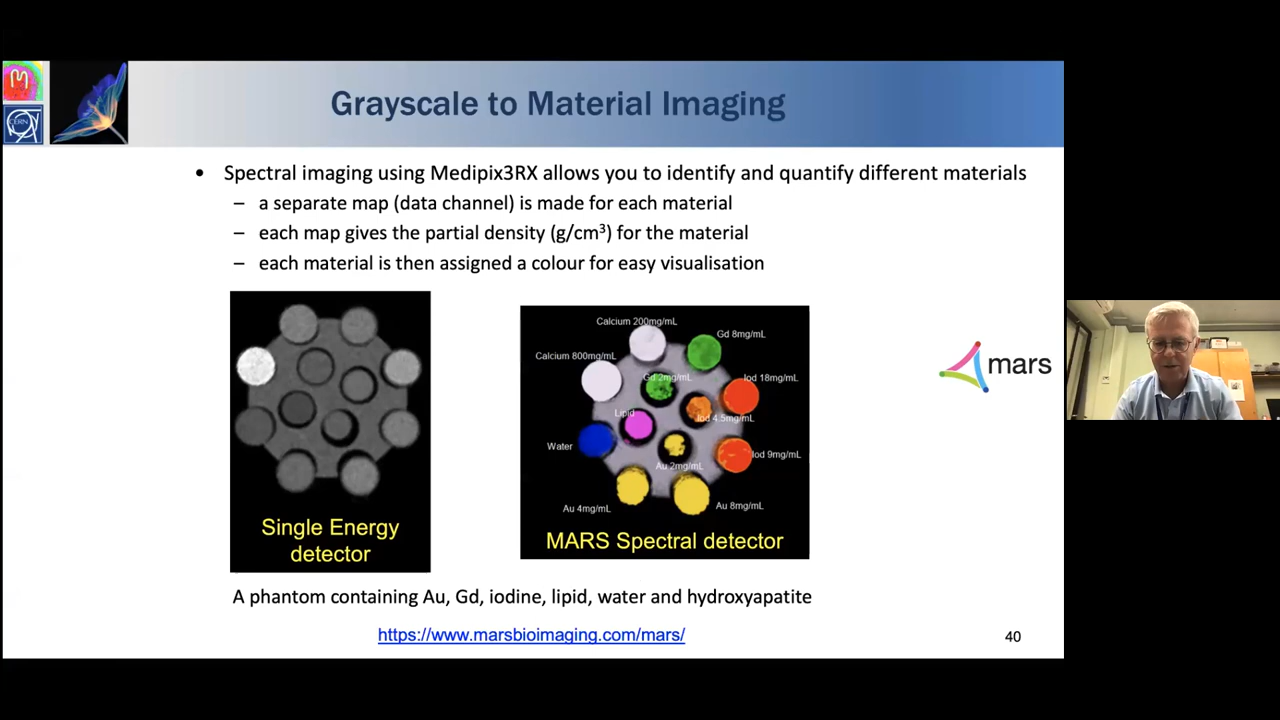 Grayscale to Material Imaging
CERN
• Spectral imaging using Medipix3RX allows you to identify and quantify different materials
– a separate map (data channel) is made for each material
– each map gives the partial density (g/cm³) for the material
– each material is then assigned a colour for easy visualisation
Single Energy
detector
Calcium 200mg/mL
Gd 8mg/mL
Calcium 800mg/mL
Gd 2mg/mL
Iod 18mg/mL
Lipid
Iod 4.5mg/mL
Water
Iod 9mg/mL
Au 2mg/mL
Au 4mg/mL
Au 8mg/mL
MARS Spectral detector
mars
A phantom containing Au, Gd, iodine, lipid, water and hydroxyapatite
https://www.marsbioimaging.com/mars/
40